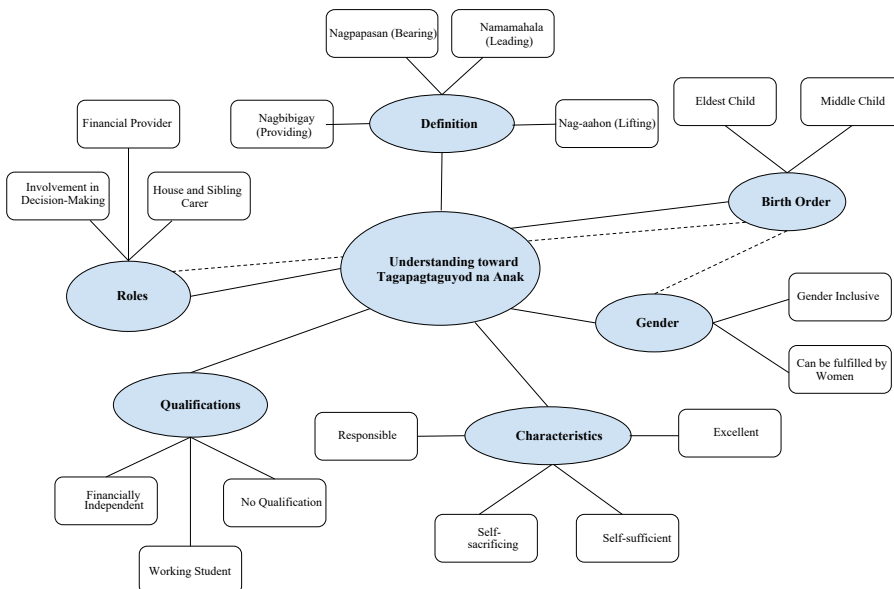 Nagpapasan (Bearing)
Namamahala
(Leading)
Nagbibigay
(Providing)
Definition
Nag-aahon (Lifting)
Eldest Child
Middle Child
Birth Order
Financial Provider
Involvement in
Decision-Making
House and Sibling
Carer
Roles
Understanding toward
Tagapagtaguyod na Anak
Gender
Gender Inclusive
Can be fulfilled by
Women
Qualifications
Financially
Independent
No Qualification
Working Student
Characteristics
Responsible
Excellent
Self-
sacrificing
Self-sufficient